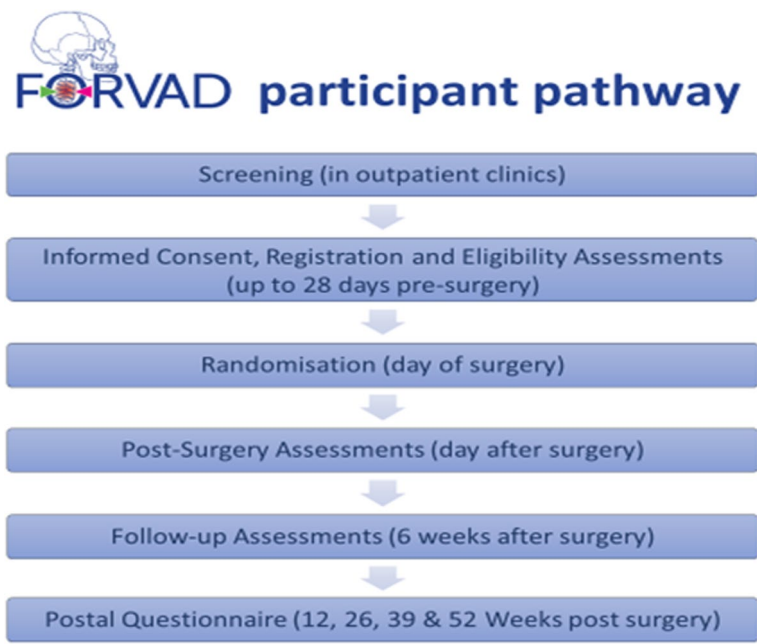 FORVAD participant pathway
Screening (in outpatient clinics)
Informed Consent, Registration and Eligibility Assessments
(up to 28 days pre-surgery)
Randomisation (day of surgery)
Post-Surgery Assessments (day after surgery)
Follow-up Assessments (6 weeks after surgery)
Postal Questionnaire (12, 26, 39 & 52 Weeks post surgery)